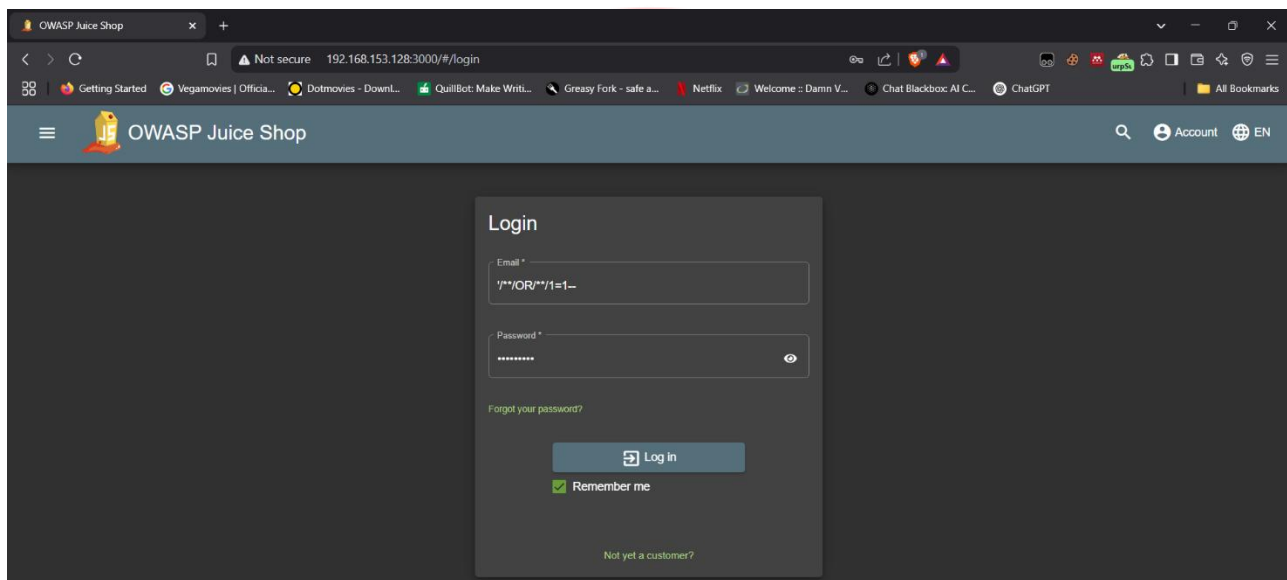 OWASP Juice Shop
Not secure 192.168.153.128:3000/#/login
Getting Started Vegamovies | Officia... Dotmovies - Downl... QuillBot: Make Writi... Greasy Fork - safe a... Netflix Welcome :: Damn V... Chat Blackbox: AI C... ChatGPT All Bookmarks
OWASP Juice Shop Account EN
Login
Email *
'/**/OR/**/1=1--
Password *
•••••••••
Forgot your password?
Log in
Remember me
Not yet a customer?